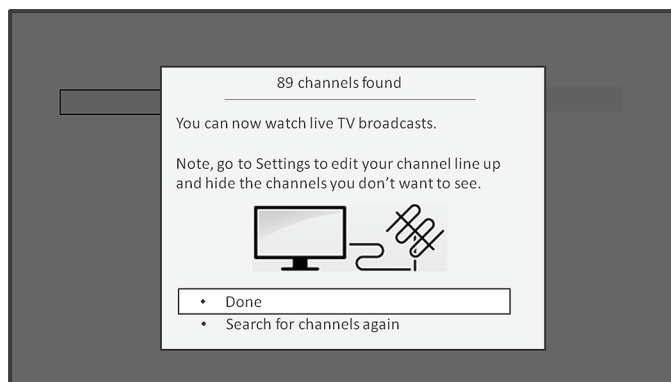 89 channels found
You can now watch live TV broadcasts.
Note, go to Settings to edit your channel line up
and hide the channels you don’t want to see.
• Done
• Search for channels again